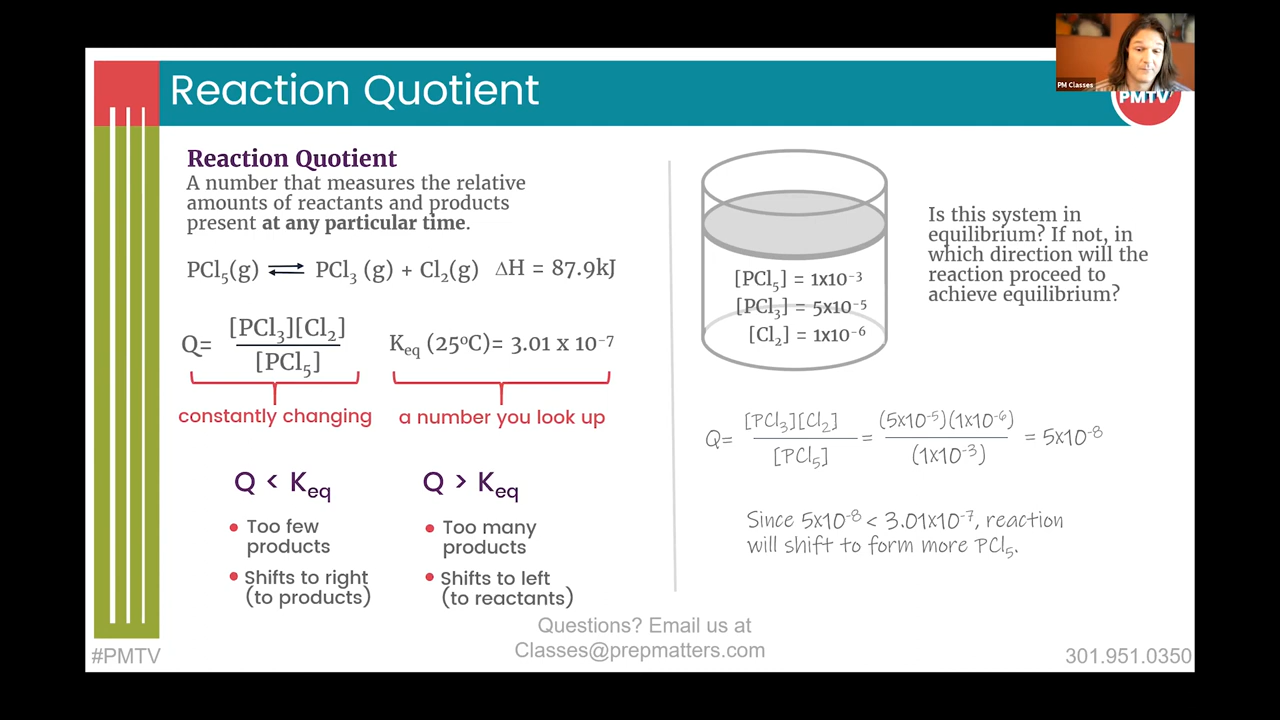 Reaction Quotient
PM Classes
PMTV
Reaction Quotient
A number that measures the relative
amounts of reactants and products
present at any particular time.
PCl₅(g) ⇌ PCl₃ (g) + Cl₂(g) ΔH = 87.9kJ
Q= [PCl₃][Cl₂]
[PCl₅]
Kₑq (25°C)= 3.01 x 10⁻⁷
constantly changing
a number you look up
Q < Kₑq
Too few
products
Shifts to right
(to products)
Q > Kₑq
Too many
products
Shifts to left
(to reactants)
[PCl₅] = 1x10⁻³
[PCl₃] = 5x10⁻⁵
[Cl₂] = 1x10⁻⁶
Is this system in
equilibrium? If not, in
which direction will the
reaction proceed to
achieve equilibrium?
Q= [PCl₃][Cl₂] = (5x10⁻⁵)(1x10⁻⁶) = 5x10⁻⁸
[PCl₅] (1x10⁻³)
Since 5x10⁻⁸ < 3.01x10⁻⁷, reaction
will shift to form more PCl₅.
Questions? Email us at
Classes@prepmatters.com
#PMTV
301.951.0350